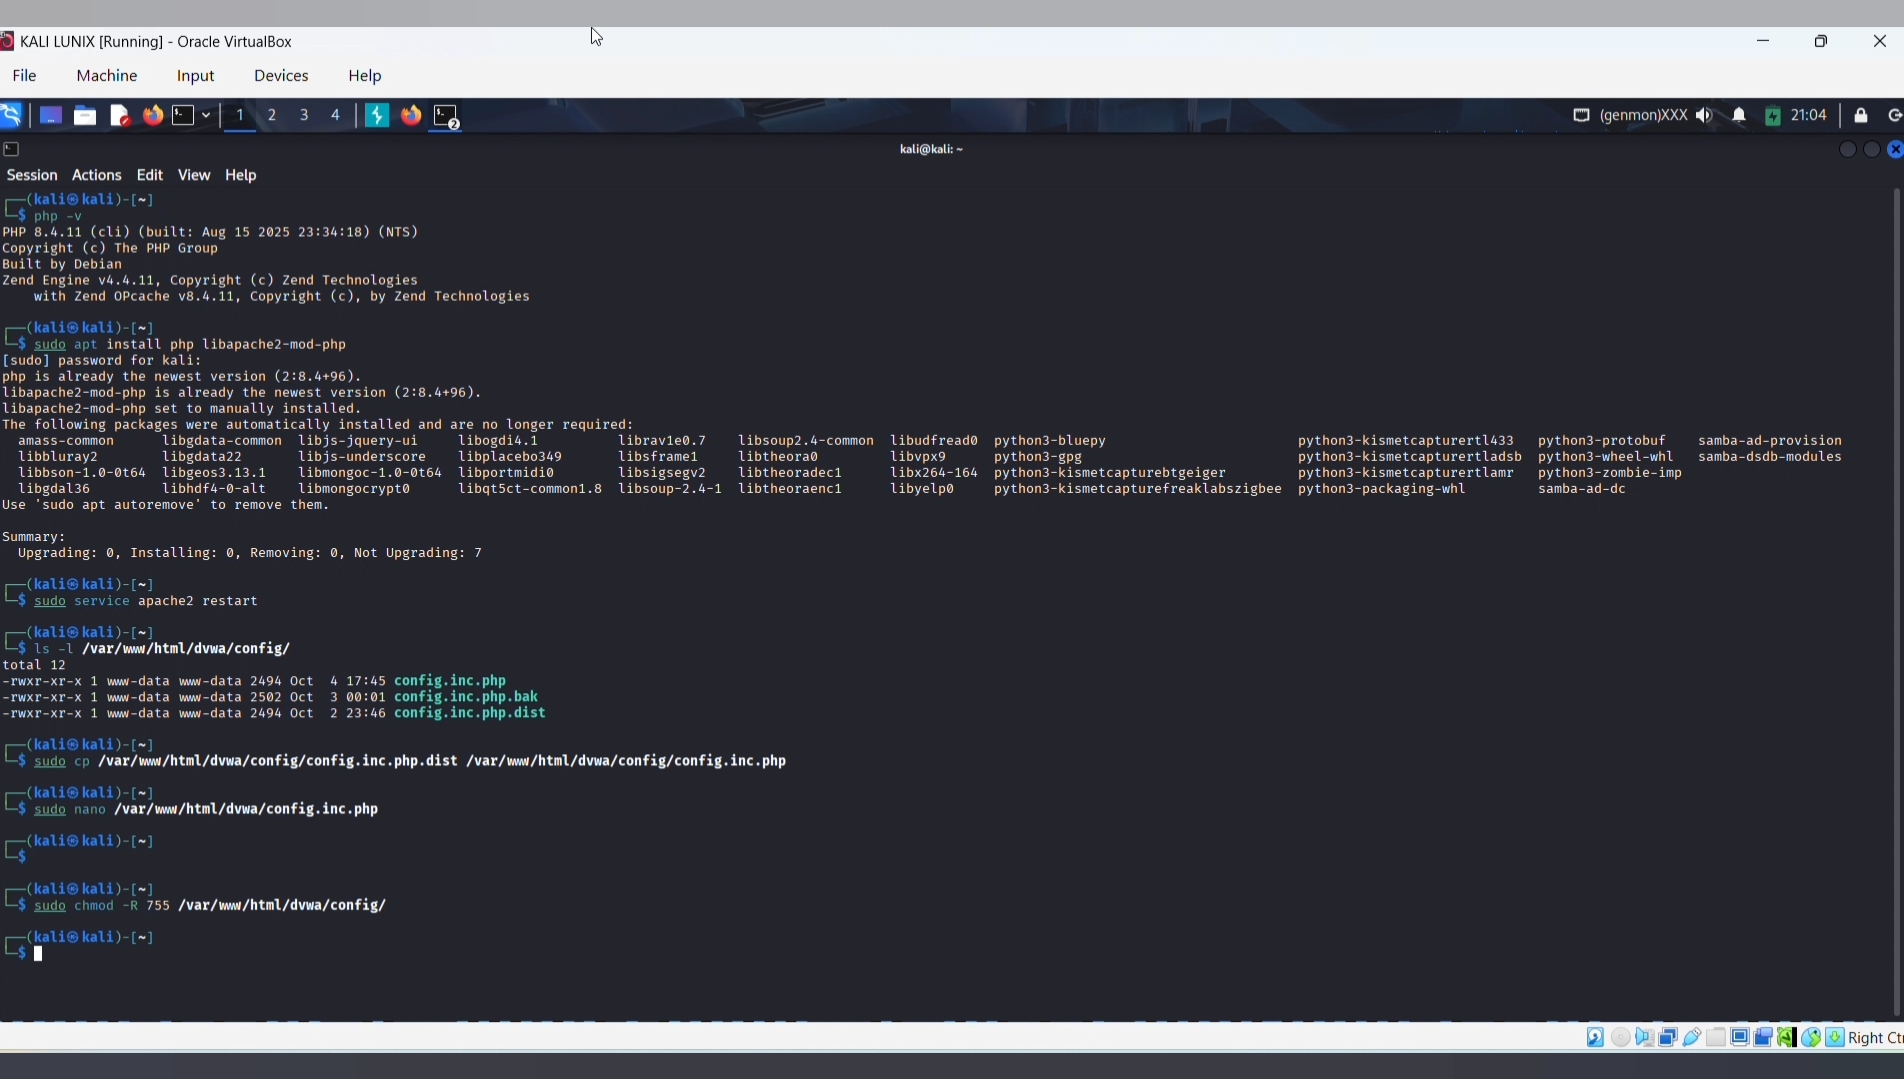 KALI LUNIX [Running] - Oracle VirtualBox
File Machine Input Devices Help
1 2 3 4 2 (genmon)XXX 21:04
kali@kali: ~
Session Actions Edit View Help
(kali㉿kali)-[~]
$ php -v
PHP 8.4.11 (cli) (built: Aug 15 2025 23:34:18) (NTS)
Copyright (c) The PHP Group
Built by Debian
Zend Engine v4.4.11, Copyright (c) Zend Technologies
with Zend OPcache v8.4.11, Copyright (c), by Zend Technologies
(kali㉿kali)-[~]
$ sudo apt install php libapache2-mod-php
[sudo] password for kali:
php is already the newest version (2:8.4+96).
libapache2-mod-php is already the newest version (2:8.4+96).
libapache2-mod-php set to manually installed.
The following packages were automatically installed and are no longer required:
amass-common libgdata-common libjs-jquery-ui libogdi4.1 librav1e0.7 libsoup2.4-common libudfread0 python3-bluepy python3-kismetcapturertl433 python3-protobuf samba-ad-provision
libbluray2 libgdata22 libjs-underscore libplacebo349 libsframe1 libtheora0 libvpx9 python3-gpg python3-kismetcapturertladsb python3-wheel-whl samba-dsdb-modules
libbson-1.0-0t64 libgeos3.13.1 libmongoc-1.0-0t64 libportmidi0 libsigsegv2 libtheoradec1 libx264-164 python3-kismetcapturebtgeiger python3-kismetcapturertlamr python3-zombie-imp
libgdal36 libhdf4-0-alt libmongocrypt0 libqt5ct-common1.8 libsoup-2.4-1 libtheoraenc1 libyelp0 python3-kismetcapturefreaklabszigbee python3-packaging-whl samba-ad-dc
Use 'sudo apt autoremove' to remove them.
Summary:
Upgrading: 0, Installing: 0, Removing: 0, Not Upgrading: 7
(kali㉿kali)-[~]
$ sudo service apache2 restart
(kali㉿kali)-[~]
$ ls -l /var/www/html/dvwa/config/
total 12
-rwxr-xr-x 1 www-data www-data 2494 Oct 4 17:45 config.inc.php
-rwxr-xr-x 1 www-data www-data 2502 Oct 3 00:01 config.inc.php.bak
-rwxr-xr-x 1 www-data www-data 2494 Oct 2 23:46 config.inc.php.dist
(kali㉿kali)-[~]
$ sudo cp /var/www/html/dvwa/config/config.inc.php.dist /var/www/html/dvwa/config/config.inc.php
(kali㉿kali)-[~]
$ sudo nano /var/www/html/dvwa/config.inc.php
(kali㉿kali)-[~]
$
(kali㉿kali)-[~]
$ sudo chmod -R 755 /var/www/html/dvwa/config/
(kali㉿kali)-[~]
$
Right Ctr